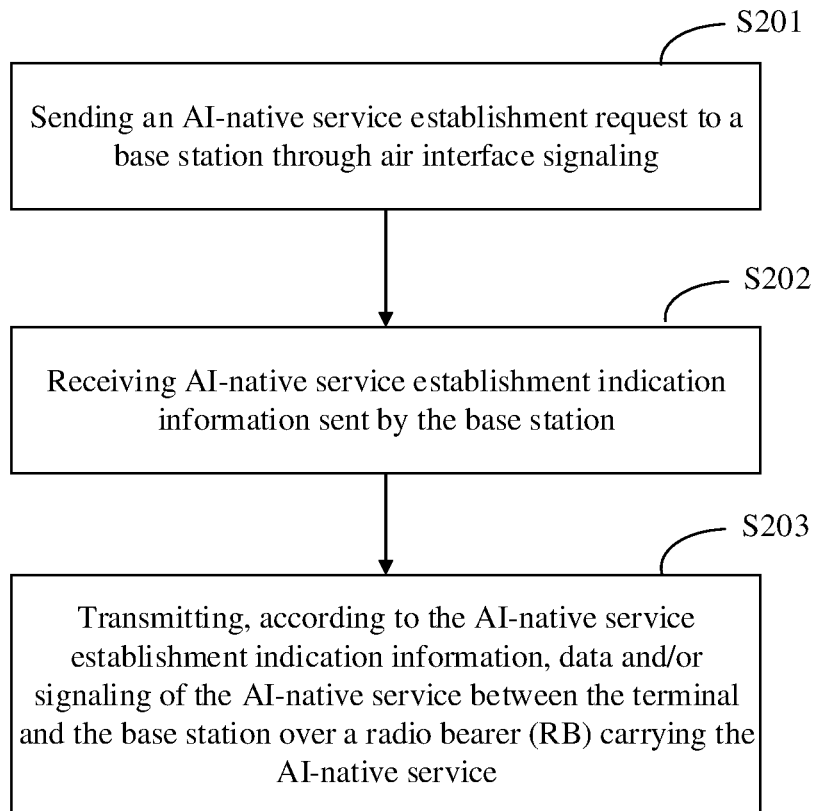 S201
Sending an AI-native service establishment request to a
base station through air interface signaling
S202
Receiving AI-native service establishment indication
information sent by the base station
S203
Transmitting, according to the AI-native service
establishment indication information, data and/or
signaling of the AI-native service between the terminal
and the base station over a radio bearer (RB) carrying the
AI-native service